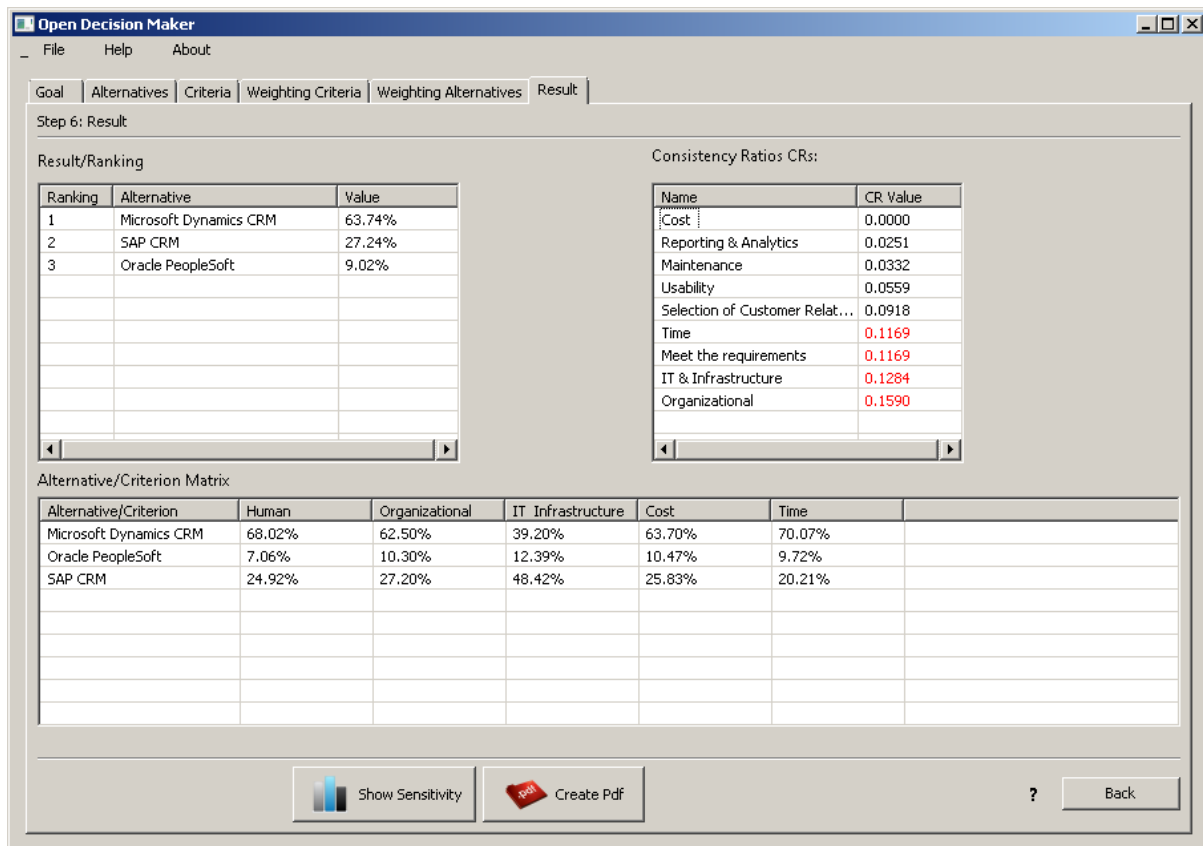 Open Decision Maker
File Help About
Goal Alternatives Criteria Weighting Criteria Weighting Alternatives Result
Step 6: Result
Result/Ranking
Ranking Alternative Value
1 Microsoft Dynamics CRM 63.74%
2 SAP CRM 27.24%
3 Oracle PeopleSoft 9.02%
Consistency Ratios CRs:
Name CR Value
Cost 0.0000
Reporting & Analytics 0.0251
Maintenance 0.0332
Usability 0.0559
Selection of Customer Relat... 0.0918
Time 0.1169
Meet the requirements 0.1169
IT & Infrastructure 0.1284
Organizational 0.1590
Alternative/Criterion Matrix
Alternative/Criterion Human Organizational IT Infrastructure Cost Time
Microsoft Dynamics CRM 68.02% 62.50% 39.20% 63.70% 70.07%
Oracle PeopleSoft 7.06% 10.30% 12.39% 10.47% 9.72%
SAP CRM 24.92% 27.20% 48.42% 25.83% 20.21%
Show Sensitivity .pdf Create Pdf ? Back